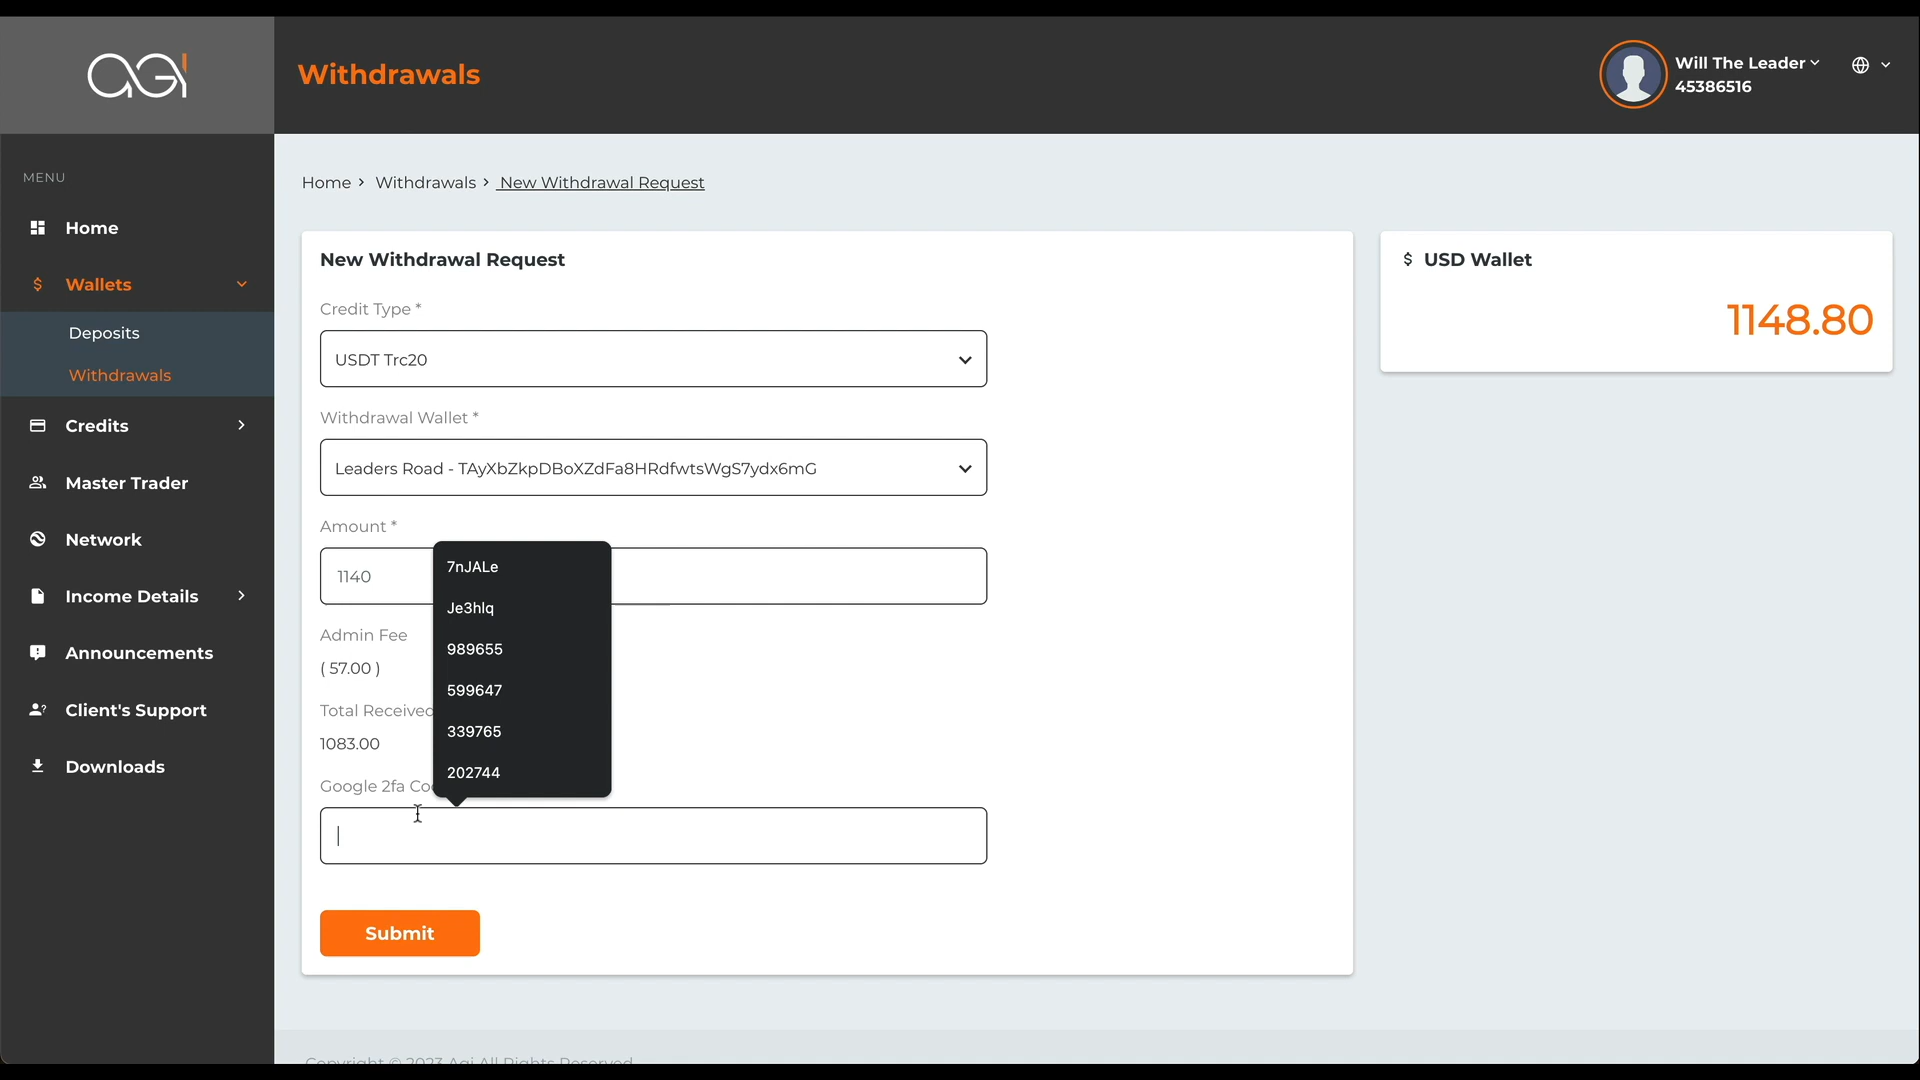 AGI
Withdrawals
Will The Leader
45386516
MENU
Home
Wallets
Deposits
Withdrawals
Credits
Master Trader
Network
Income Details
Announcements
Client's Support
Downloads
Home > Withdrawals > New Withdrawal Request
New Withdrawal Request
Credit Type *
USDT Trc20
Withdrawal Wallet *
Leaders Road - TAyXbZkpDBoXZdFa8HRdfwtsWgS7ydx6mG
Amount *
1140
Admin Fee
( 57.00 )
Total Received
1083.00
Google 2fa Co
7nJALe
Je3hlq
989655
599647
339765
202744
Submit
$ USD Wallet
1148.80
Copyright © 2023 Agi All Rights Reserved